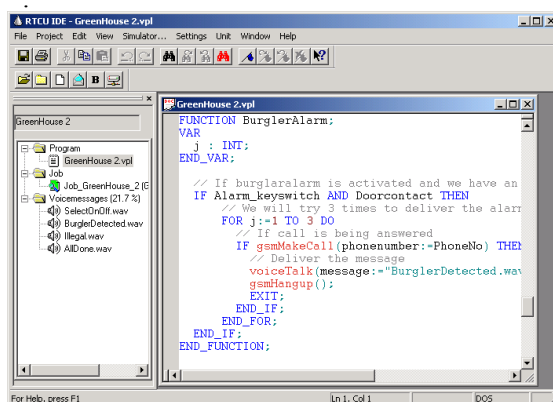 RTCU IDE - GreenHouse 2.vpl
File Project Edit View Simulator... Settings Unit Window Help
B
GreenHouse 2
Program
GreenHouse 2.vpl
Job
Job_GreenHouse_2 (G
Voicemessages (21.7 %)
SelectOnOff.wav
BurglerDetected.wav
Illegal.wav
AllDone.wav
GreenHouse 2.vpl
FUNCTION BurglerAlarm;
VAR
j : INT;
END_VAR;
// If burglaralarm is activated and we have an
IF Alarm_keyswitch AND Doorcontact THEN
// We will try 3 times to deliver the alar
FOR j:=1 TO 3 DO
// If call is being answered
IF gsmMakeCall(phonenumber:=PhoneNo) THEN
// Deliver the message
voiceTalk(message:="BurglerDetected.wav
gsmHangup();
EXIT;
END_IF;
END_FOR;
END_IF;
END_FUNCTION;
For Help, press F1
Ln 1, Col 1
DOS